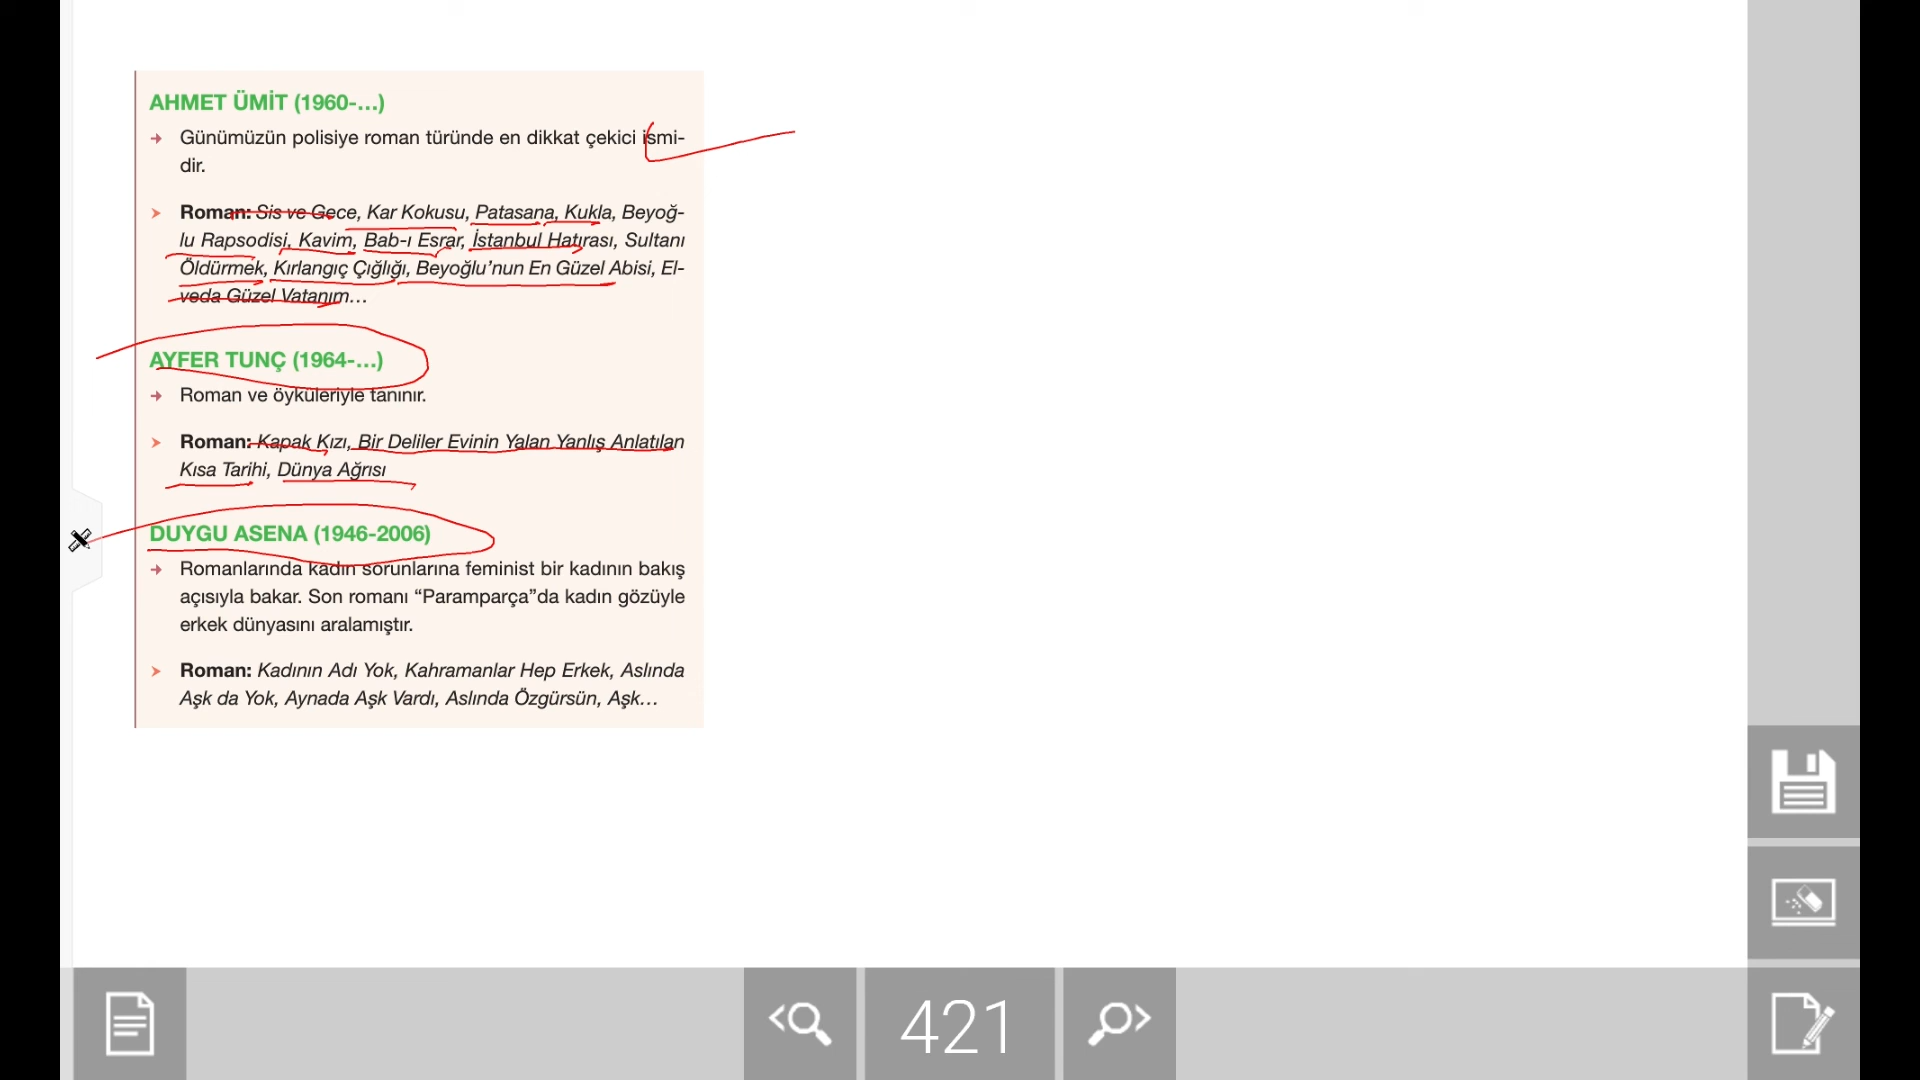 AHMET ÜMİT (1960-...)
Günümüzün polisiye roman türünde en dikkat çekici ismi-
dir.
Roman: Sis ve Gece, Kar Kokusu, Patasana, Kukla, Beyoğ-
lu Rapsodisi, Kavim, Bab-ı Esrar, İstanbul Hatırası, Sultanı
Öldürmek, Kırlangıç Çığlığı, Beyoğlu’nun En Güzel Abisi, El-
veda Güzel Vatanım...
AYFER TUNÇ (1964-...)
Roman ve öyküleriyle tanınır.
Roman: Kapak Kızı, Bir Deliler Evinin Yalan Yanlış Anlatılan
Kısa Tarihi, Dünya Ağrısı
DUYGU ASENA (1946-2006)
Romanlarında kadın sorunlarına feminist bir kadının bakış
açısıyla bakar. Son romanı “Paramparça”da kadın gözüyle
erkek dünyasını aralamıştır.
Roman: Kadının Adı Yok, Kahramanlar Hep Erkek, Aslında
Aşk da Yok, Aynada Aşk Vardı, Aslında Özgürsün, Aşk...
421